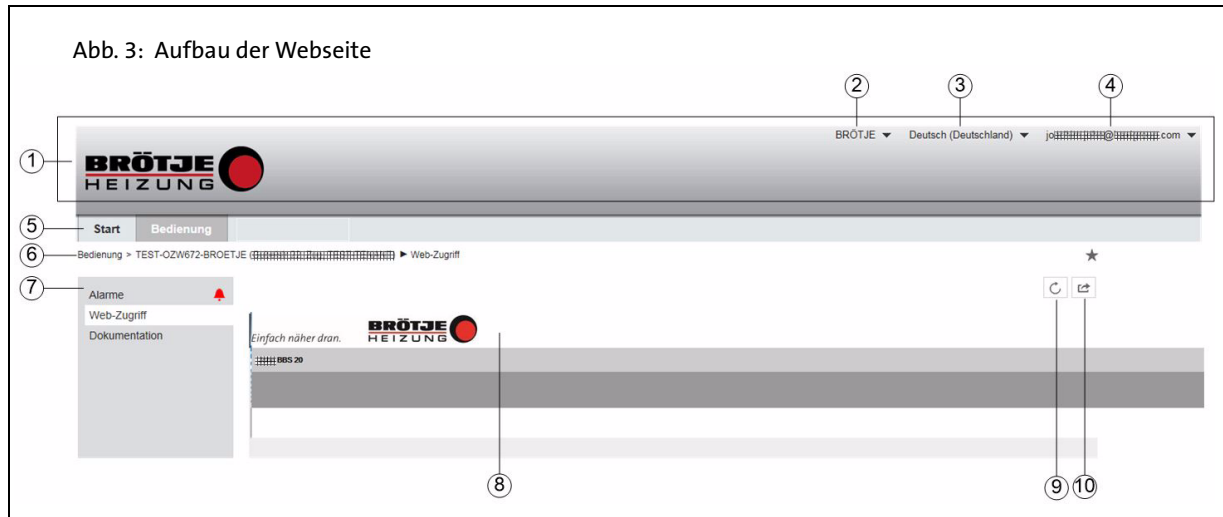 Abb. 3: Aufbau der Webseite
2 3 4
BRÖTJE Deutsch (Deutschland) jo @ .com
1
BRÖTJE
HEIZUNG
5 Start Bedienung
6 Bedienung > TEST-OZW672-BROETJE ( ) ► Web-Zugriff
7
Alarme
Web-Zugriff
Dokumentation
Einfach näher dran.
BRÖTJE
HEIZUNG
BBS 20
8 9 10